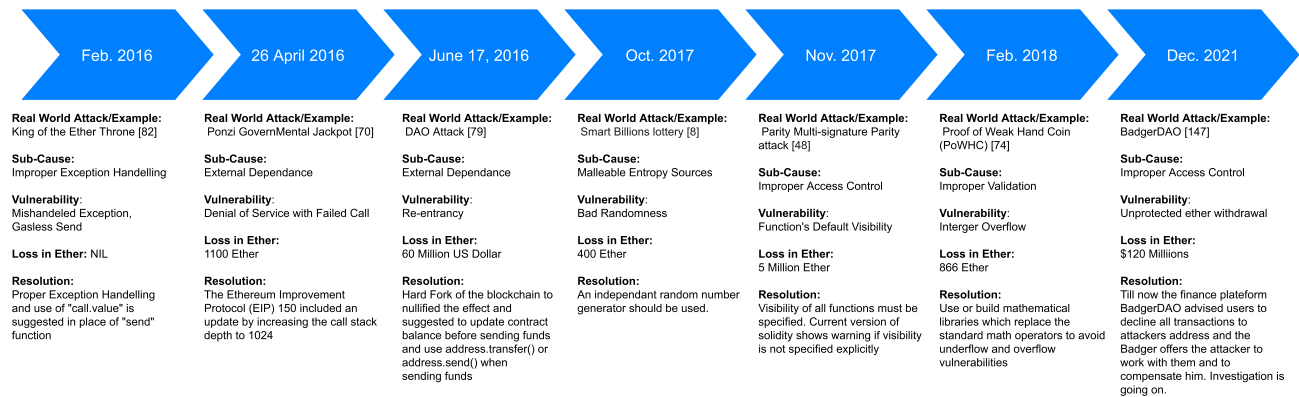 Feb. 2016
26 April 2016
June 17, 2016
Oct. 2017
Nov. 2017
Feb. 2018
Dec. 2021
Real World Attack/Example:
King of the Ether Throne [82]
Sub-Cause:
Improper Exception Handelling
Vulnerability:
Mishandeled Exception,
Gasless Send
Loss in Ether: NIL
Resolution:
Proper Exception Handelling
and use of "call.value" is
suggested in place of "send"
function
Real World Attack/Example:
Ponzi GovernMental Jackpot [70]
Sub-Cause:
External Dependance
Vulnerability:
Denial of Service with Failed Call
Loss in Ether:
1100 Ether
Resolution:
The Ethereum Improvement
Protocol (EIP) 150 included an
update by increasing the call stack
depth to 1024
Real World Attack/Example:
DAO Attack [79]
Sub-Cause:
External Dependance
Vulnerability:
Re-entrancy
Loss in Ether:
60 Million US Dollar
Resolution:
Hard Fork of the blockchain to
nullified the effect and
suggested to update contract
balance before sending funds
and use address.transfer() or
address.send() when
sending funds
Real World Attack/Example:
Smart Billions lottery [8]
Sub-Cause:
Malleable Entropy Sources
Vulnerability:
Bad Randomness
Loss in Ether:
400 Ether
Resolution:
An independant random number
generator should be used.
Real World Attack/Example:
Parity Multi-signature Parity
attack [48]
Sub-Cause:
Improper Access Control
Vulnerability:
Function's Default Visibility
Loss in Ether:
5 Million Ether
Resolution:
Visibility of all functions must be
specified. Current version of
solidity shows warning if visibility
is not specified explicitly
Real World Attack/Example:
Proof of Weak Hand Coin
(PoWHC) [74]
Sub-Cause:
Improper Validation
Vulnerability:
Interger Overflow
Loss in Ether:
866 Ether
Resolution:
Use or build mathematical
libraries which replace the
standard math operators to avoid
underflow and overflow
vulnerabilities
Real World Attack/Example:
BadgerDAO [147]
Sub-Cause:
Improper Access Control
Vulnerability:
Unprotected ether withdrawal
Loss in Ether:
$120 Milliions
Resolution:
Till now the finance plateform
BadgerDAO advised users to
decline all transactions to
attackers address and the
Badger offers the attacker to
work with them and to
compensate him. Investigation is
going on.